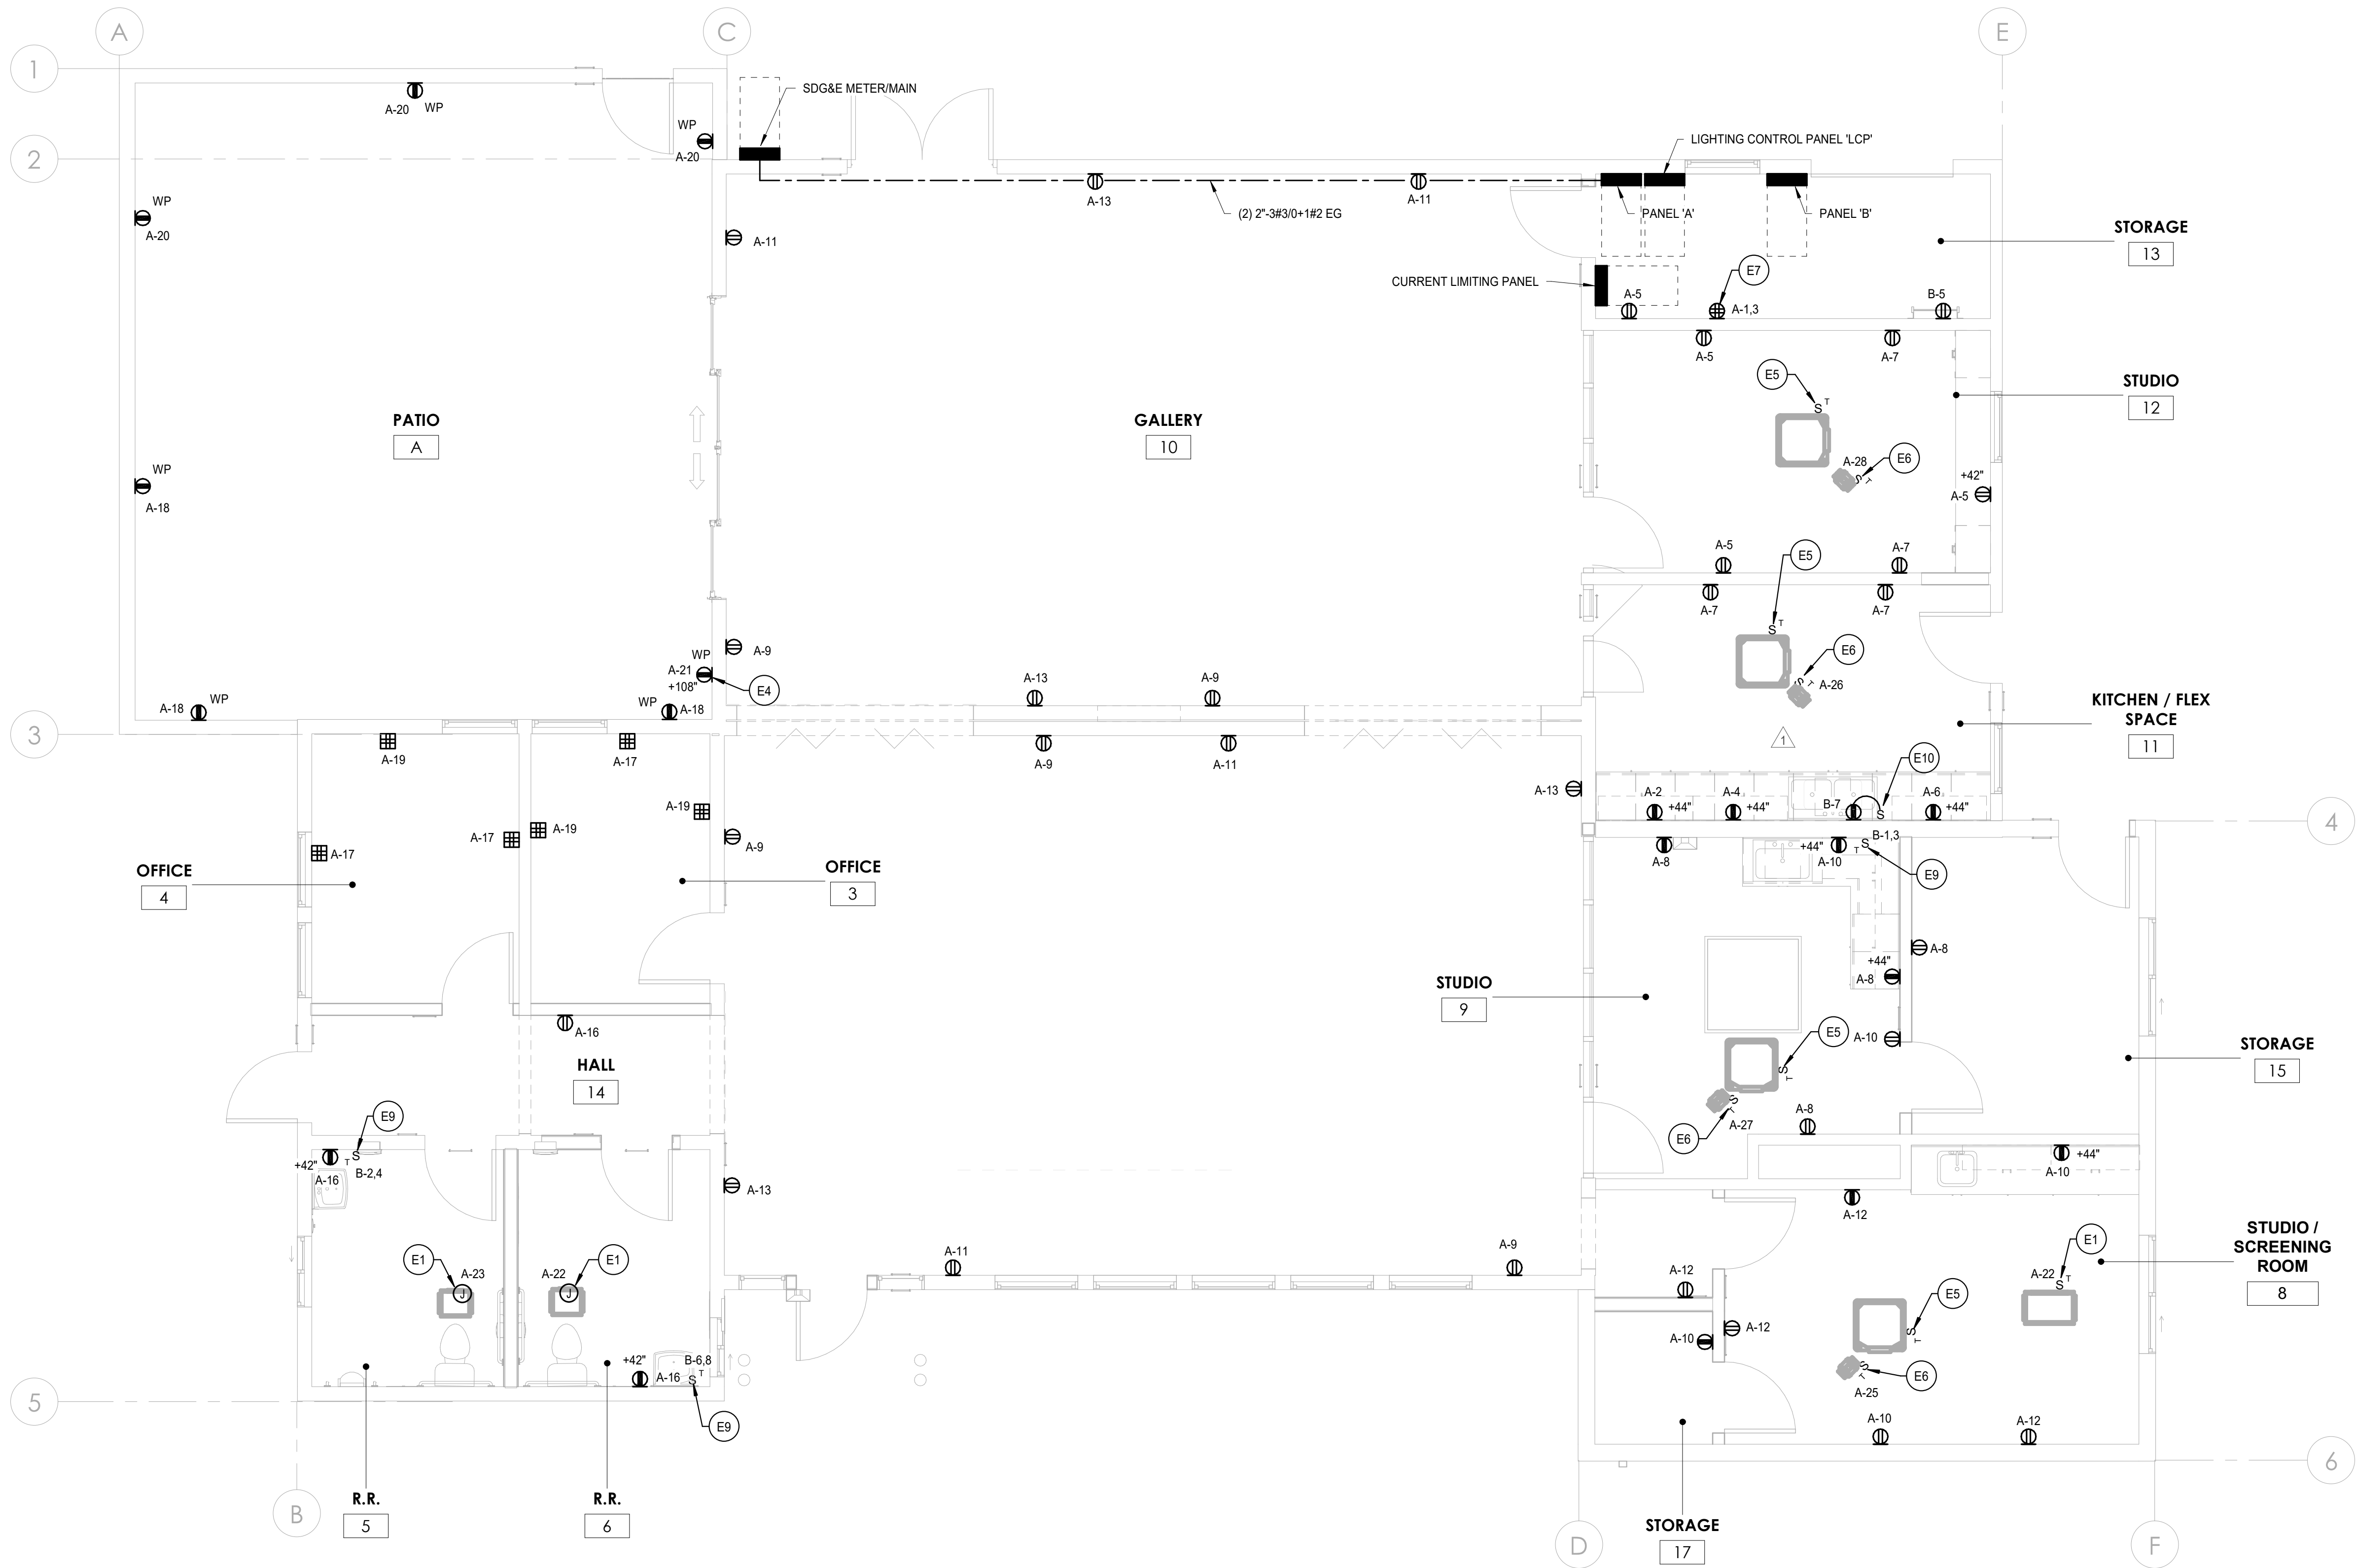 A
C
E
1
SDG&E METER/MAIN
A-20
WP
WP
LIGHTING CONTROL PANEL 'LCP'
2
A-20
A-13
A-11
(2) 2"-3#3/0+1#2 EG
PANEL 'A'
PANEL 'B'
WP
A-20
A-11
STORAGE
13
CURRENT LIMITING PANEL
E7
A-5
A-1,3
B-5
A-5
A-7
E5
S T
STUDIO
12
PATIO
A
GALLERY
10
A-28
E6
S T
WP
A-18
+42"
A-5
A-5
E5
A-7
A-7
A-7
S T
E6
S T
A-26
A-9
WP
A-21
+108"
E4
A-13
A-9
A-18
WP
WP
A-18
KITCHEN / FLEX
SPACE
11
3
1
A-19
A-17
A-9
A-11
E10
A-13
A-2
+44"
A-4
+44"
B-7
S
A-6
+44"
A-19
A-17
A-19
A-9
4
B-1,3
A-8
+44"
A-10
T S
A-17
OFFICE
4
OFFICE
3
E9
A-8
+44"
A-8
STUDIO
9
A-16
E5
A-10
S T
HALL
14
STORAGE
15
E9
S T
E6
A-27
A-8
+42"
A-16
T S
B-2,4
A-10
+44"
A-13
A-12
E1
A-23
J
A-22
J
E1
A-11
A-9
STUDIO /
SCREENING
ROOM
8
E1
A-22
S T
A-12
E5
S T
A-10
A-12
+42"
A-16
B-6,8
S T
E6
S T
A-25
5
E9
A-10
A-12
6
B
R.R.
5
R.R.
6
STORAGE
17
D
F